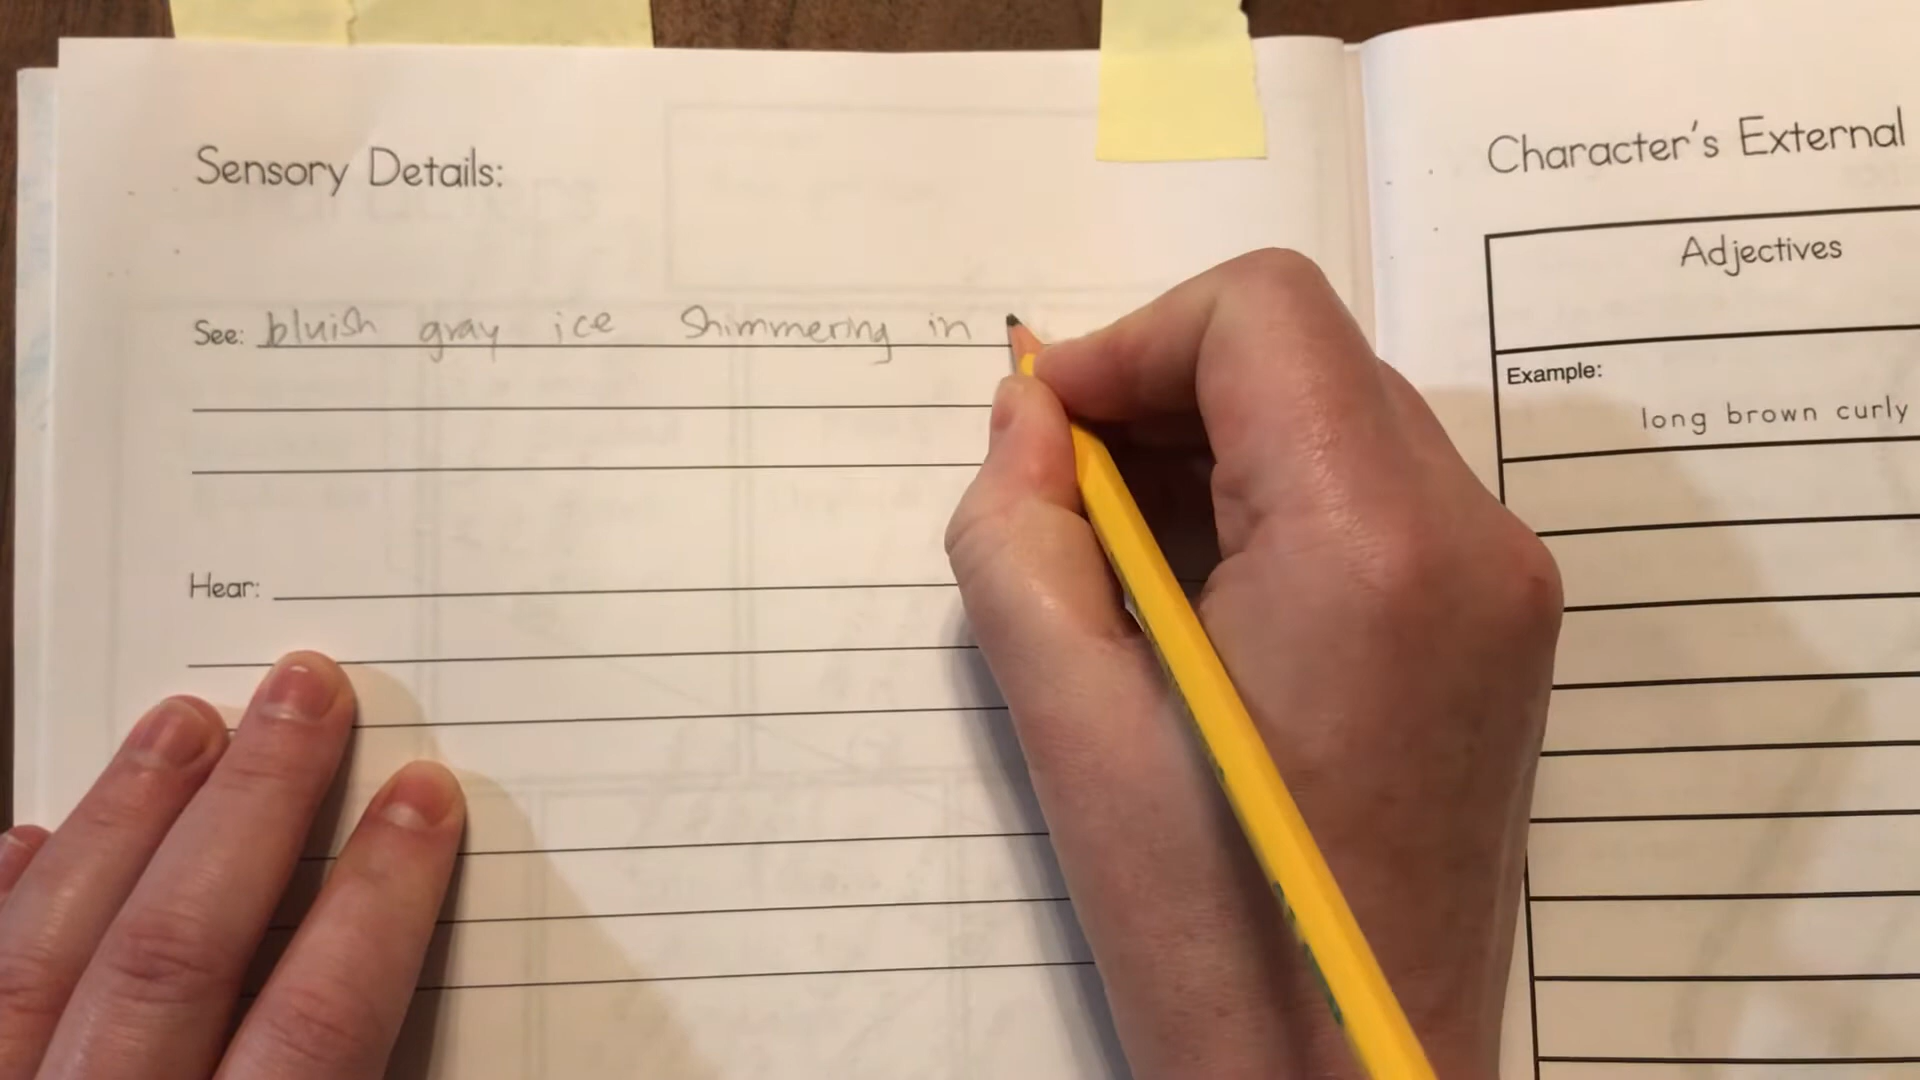 Sensory Details:
See: bluish gray ice Shimmering in
Hear:
Character's External
Adjectives
Example:
long brown curly